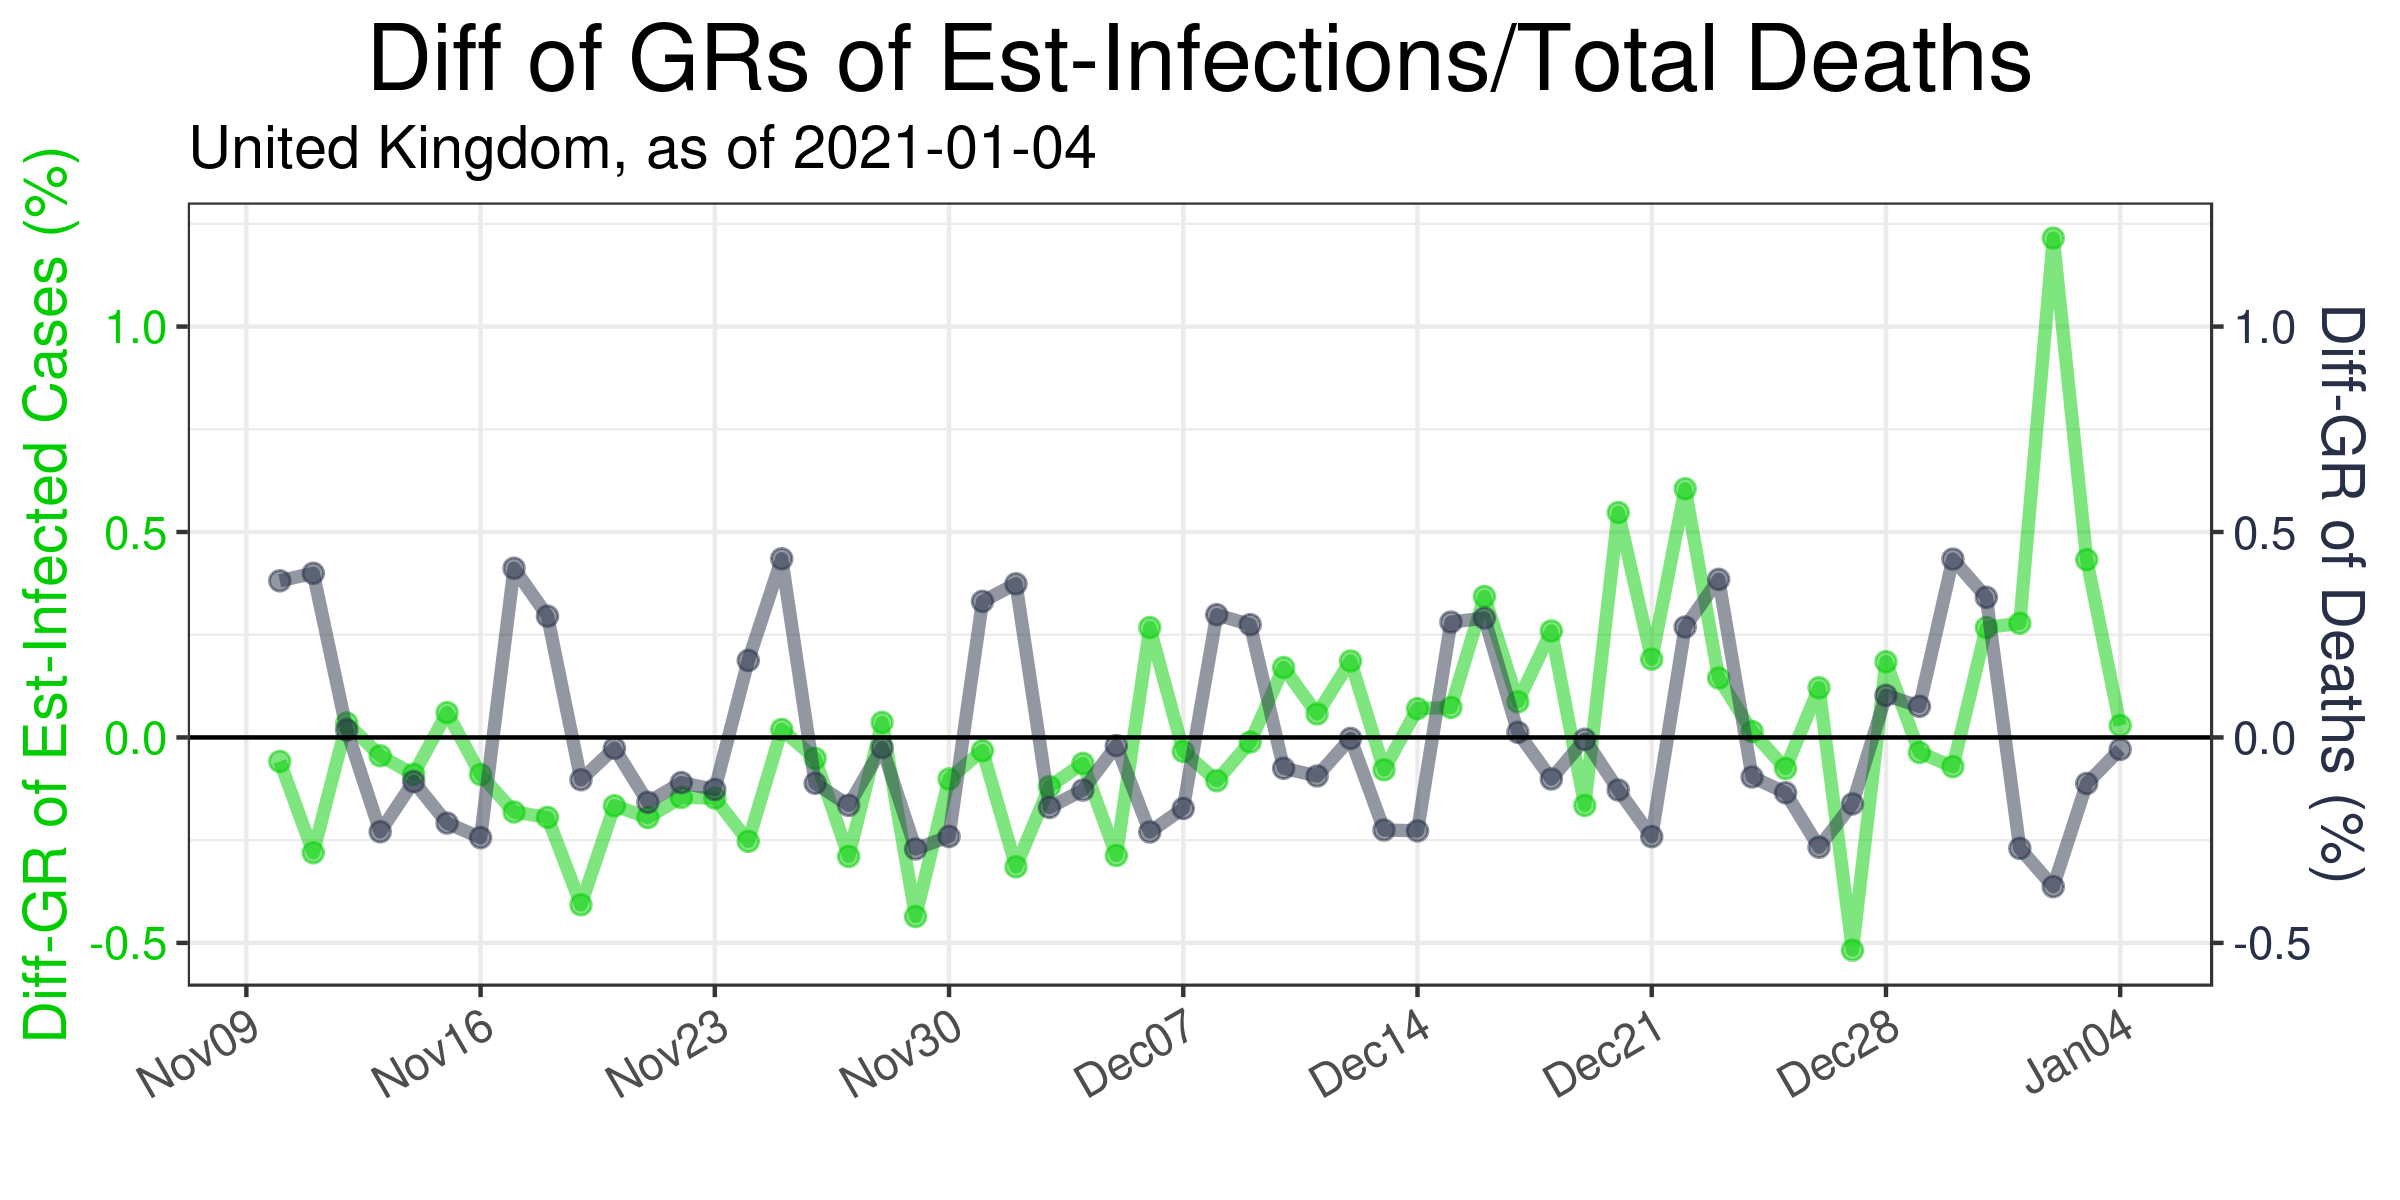 Diff of GRs of Est-Infections/Total Deaths
United Kingdom, as of 2021-01-04
Diff-GR of Est-Infected Cases (%)
1.0
0.5
0.0
-0.5
1.0
0.5
0.0
-0.5
Diff-GR of Deaths (%)
Nov09 Nov16 Nov23 Nov30 Dec07 Dec14 Dec21 Dec28 Jan04